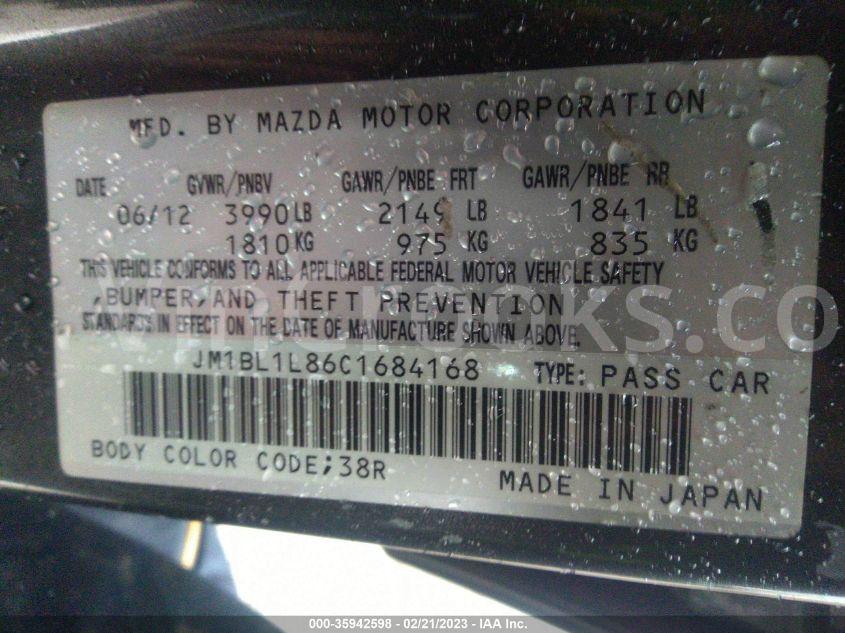 MFD. BY MAZDA MOTOR CORPORATION
DATE GVWR/PNBV GAWR/PNBE FRT GAWR/PNBE RR
06/12 3990LB 2149 LB 1841 LB
1810KG 975 KG 835 KG
THIS VEHICLE CONFORMS TO ALL APPLICABLE FEDERAL MOTOR VEHICLE SAFETY
,BUMPER,AND THEFT PREVENTION
STANDARDS IN EFFECT ON THE DATE OF MANUFACTURE SHOWN ABOVE.
JM1BL1L86C1684168 TYPE: PASS CAR
BODY COLOR CODE;38R
MADE IN JAPAN
000-35942598 - 02/21/2023 - IAA Inc.